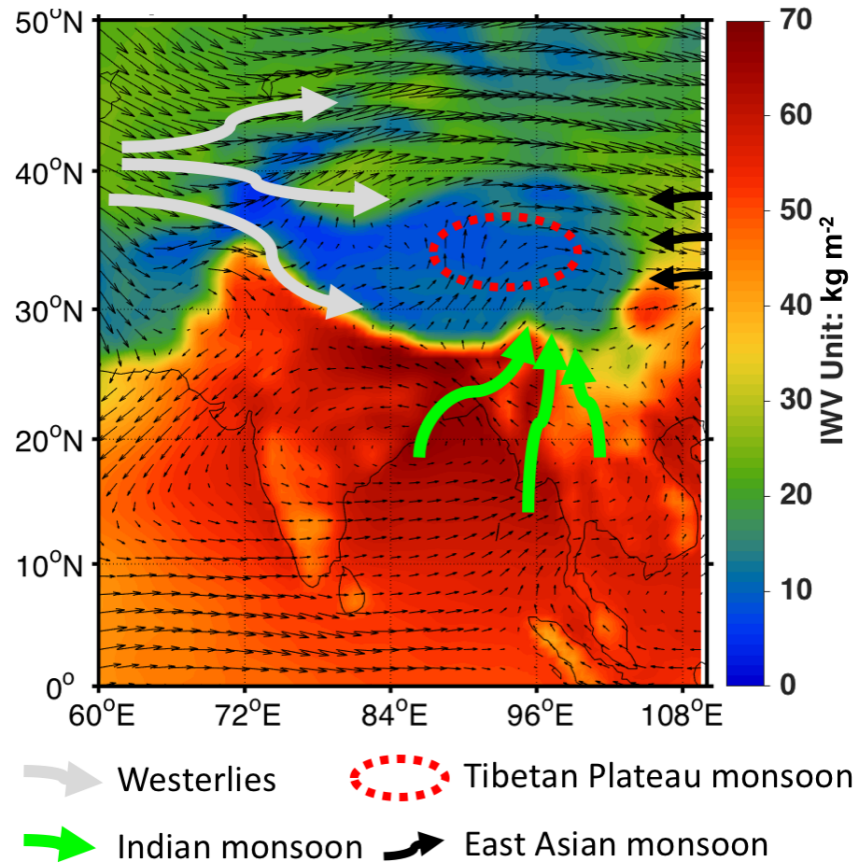 50°N
40°N
30°N
20°N
10°N
0°
60°E 72°E 84°E 96°E 108°E
70
60
50
40
30
20
10
0
IWV Unit: kg m-2
Westerlies
Tibetan Plateau monsoon
Indian monsoon
East Asian monsoon